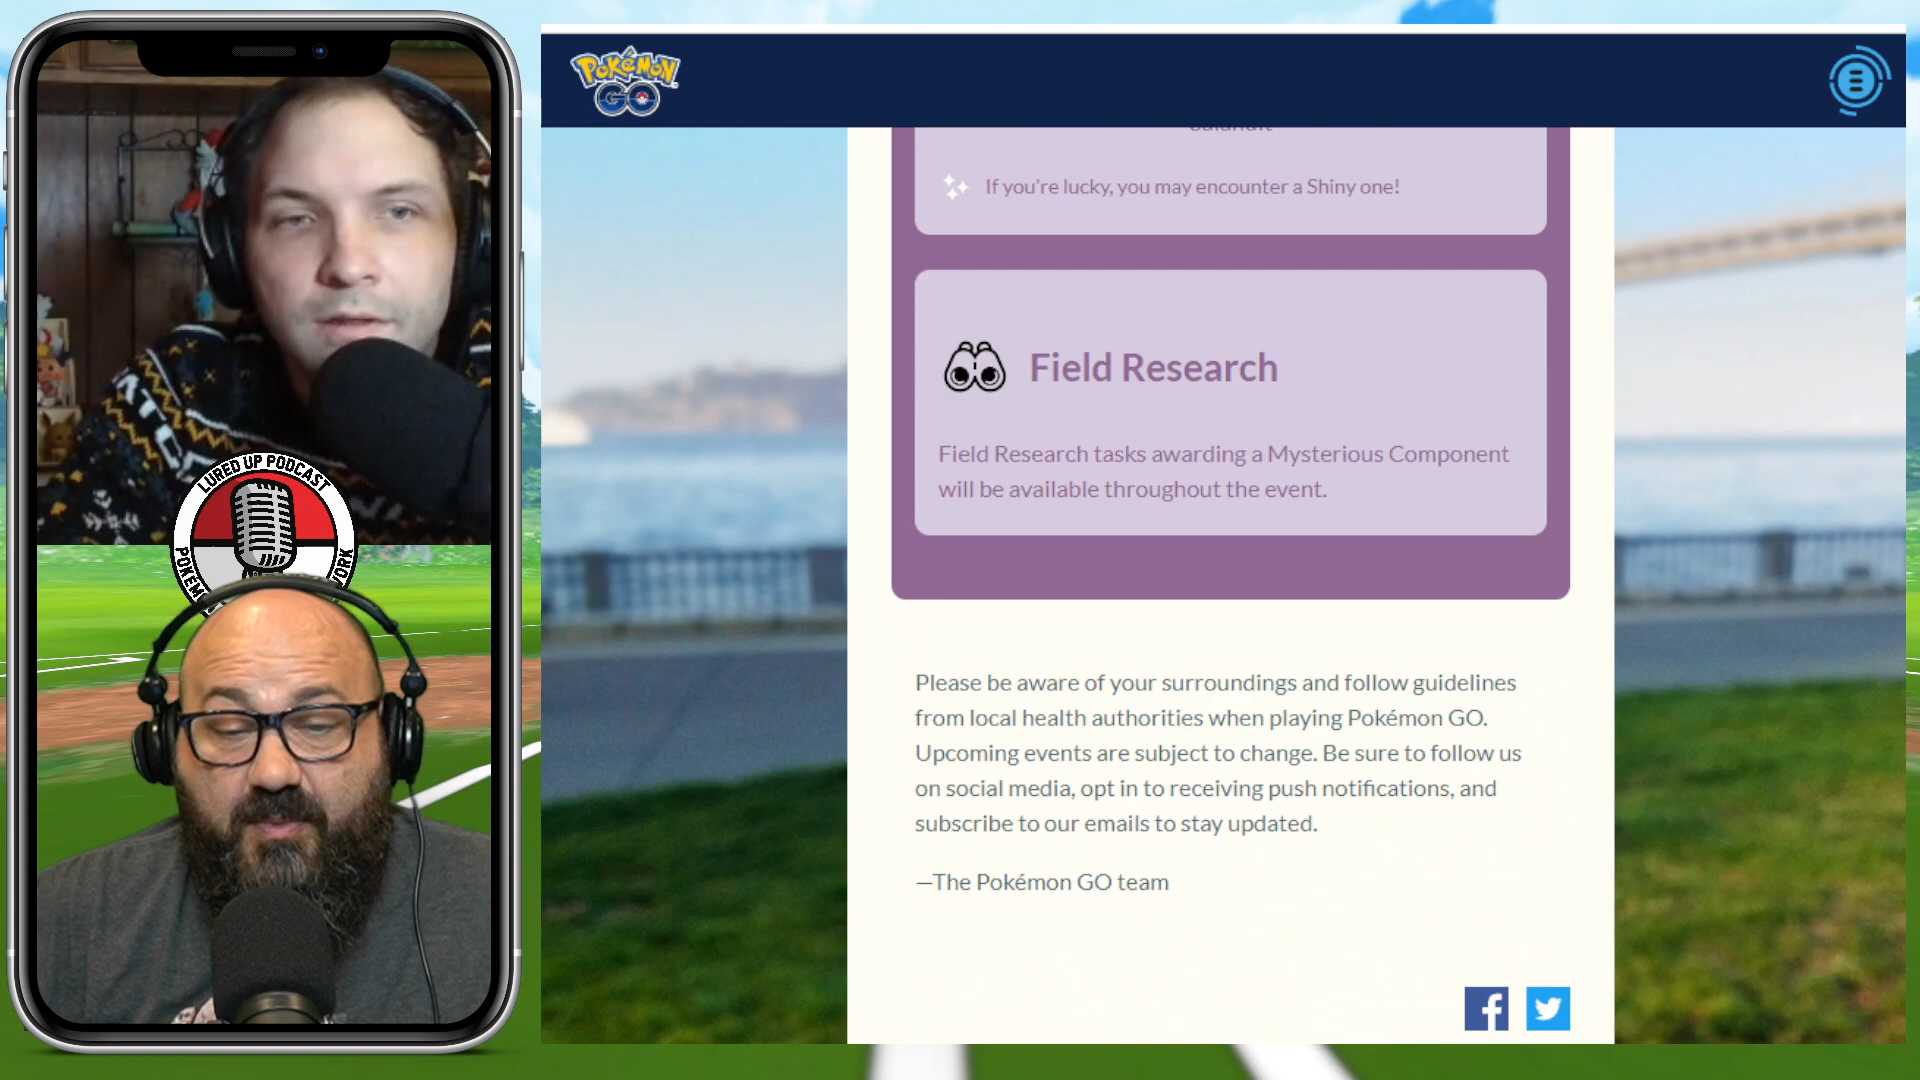 LURED UP PODCAST
POKÉMON
GO
If you're lucky, you may encounter a Shiny one!
Field Research
Field Research tasks awarding a Mysterious Component
will be available throughout the event.
Please be aware of your surroundings and follow guidelines
from local health authorities when playing Pokémon GO.
Upcoming events are subject to change. Be sure to follow us
on social media, opt in to receiving push notifications, and
subscribe to our emails to stay updated.
—The Pokémon GO team